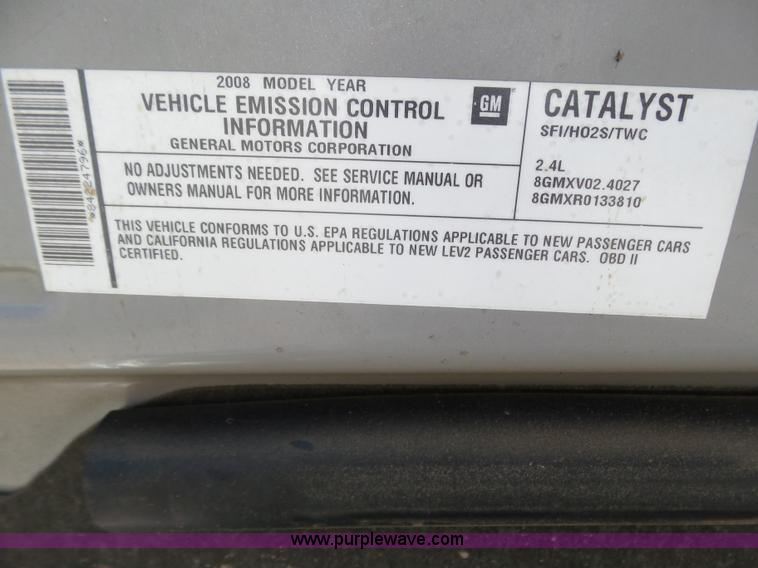 2008 MODEL YEAR
VEHICLE EMISSION CONTROL
INFORMATION
GENERAL MOTORS CORPORATION
GM
NO ADJUSTMENTS NEEDED. SEE SERVICE MANUAL OR
OWNERS MANUAL FOR MORE INFORMATION.
CATALYST
SFI/HO2S/TWC
2.4L
8GMXV02.4027
8GMXR0133810
THIS VEHICLE CONFORMS TO U.S. EPA REGULATIONS APPLICABLE TO NEW PASSENGER CARS
AND CALIFORNIA REGULATIONS APPLICABLE TO NEW LEV2 PASSENGER CARS. OBD II
CERTIFIED.
www.purplewave.com